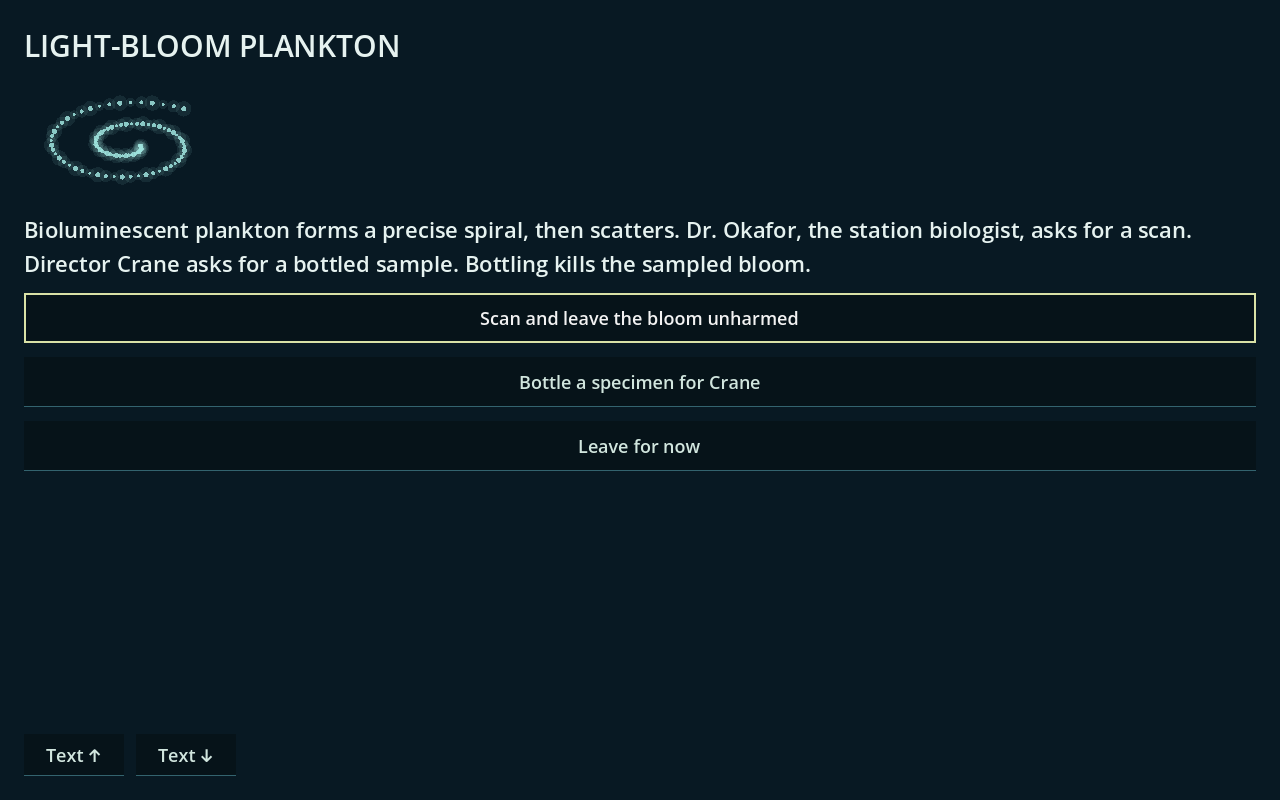 LIGHT-BLOOM PLANKTON
Bioluminescent plankton forms a precise spiral, then scatters. Dr. Okafor, the station biologist, asks for a scan.
Director Crane asks for a bottled sample. Bottling kills the sampled bloom.
Scan and leave the bloom unharmed
Bottle a specimen for Crane
Leave for now
Text ↑ Text ↓